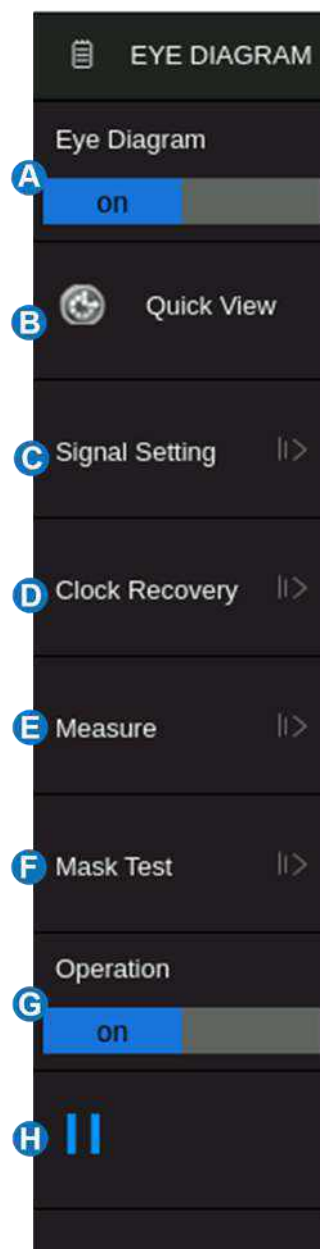 EYE DIAGRAM
Eye Diagram
A
on
B
Quick View
C
Signal Setting
D
Clock Recovery
E
Measure
F
Mask Test
Operation
G
on
H